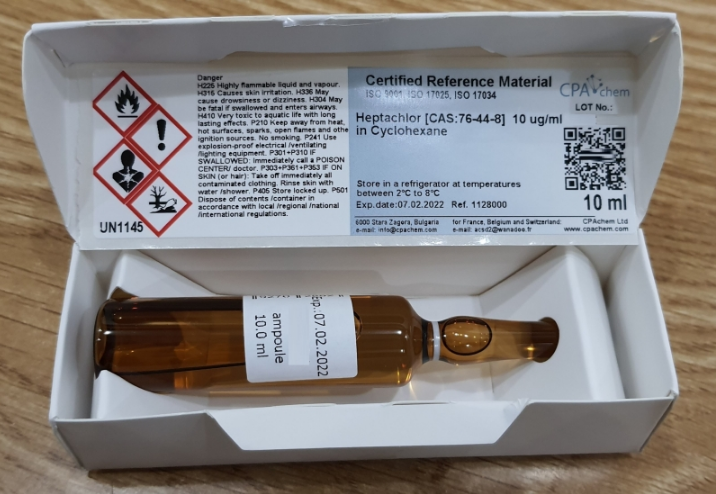 Danger
H225 Highly flammable liquid and vapour.
H315 Causes skin irritation. H336 May
cause drowsiness or dizziness. H304 May
be fatal if swallowed and enters airways.
H410 Very toxic to aquatic life with long
lasting effects. P210 Keep away from heat,
hot surfaces, sparks, open flames and othe
ignition sources. No smoking. P241 Use
explosion-proof electrical /ventilating
/lighting equipment. P301+P310 IF
SWALLOWED: Immediately call a POISON
CENTER/ doctor. P303+P361+P353 IF ON
SKIN (or hair): Take off immediately all
contaminated clothing. Rinse skin with
water /shower. P405 Store locked up. P501
Dispose of contents /container in
accordance with local /regional /national
/international regulations.
UN1145
Certified Reference Material
ISO 9001, ISO 17025, ISO 17034
CPAchem
LOT No.:
Heptachlor [CAS:76-44-8] 10 ug/ml
in Cyclohexane
Store in a refrigerator at temperatures
between 2°C to 8°C
Exp.date:07.02.2022 Ref. 1128000
10 ml
6000 Stara Zagora, Bulgaria
e-mail: info@cpachem.com
for France, Belgium and Switzerland:
e-mail: acsd2@wanadoo.fr
CPAchem Ltd
www.cpachem.com
Exp.:07.02.2022
ampoule
10.0 ml